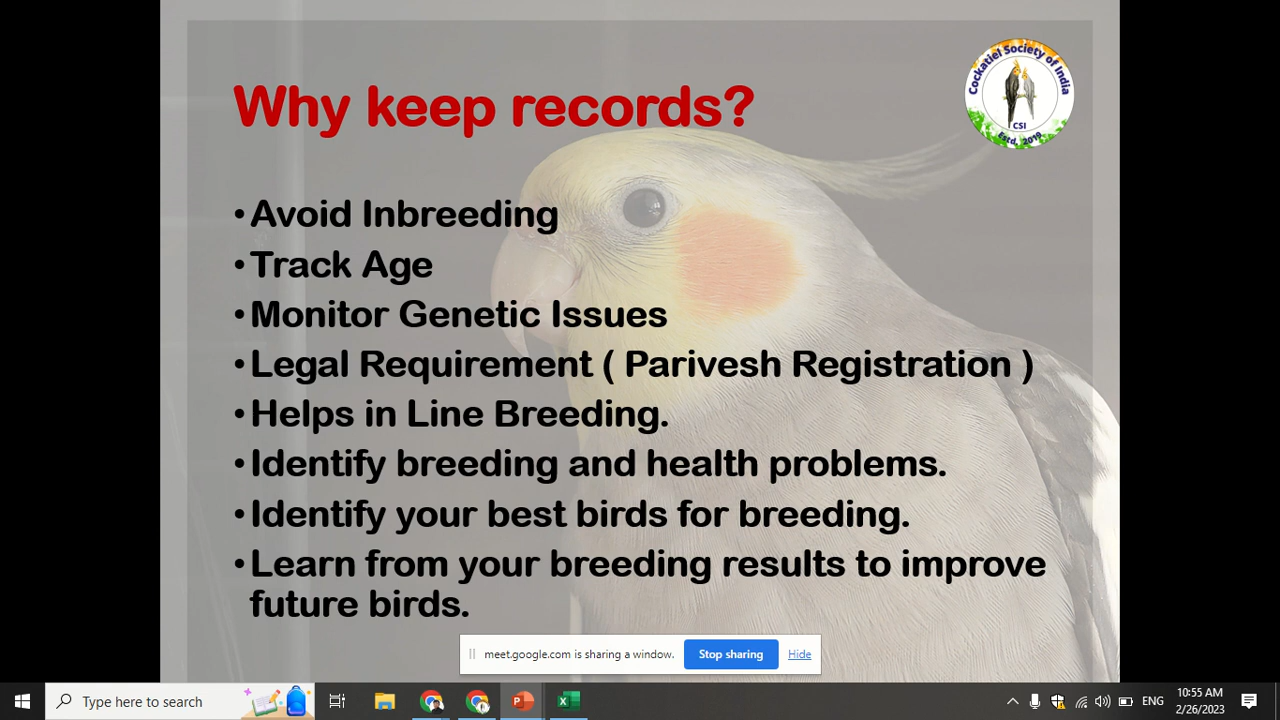 Why keep records?
Cockatiel Society of India
CSI
Estd, 2019
• Avoid Inbreeding
• Track Age
• Monitor Genetic Issues
• Legal Requirement ( Parivesh Registration )
• Helps in Line Breeding.
• Identify breeding and health problems.
• Identify your best birds for breeding.
• Learn from your breeding results to improve
future birds.
meet.google.com is sharing a window. Stop sharing Hide
Type here to search
ENG
10:55 AM
2/26/2023